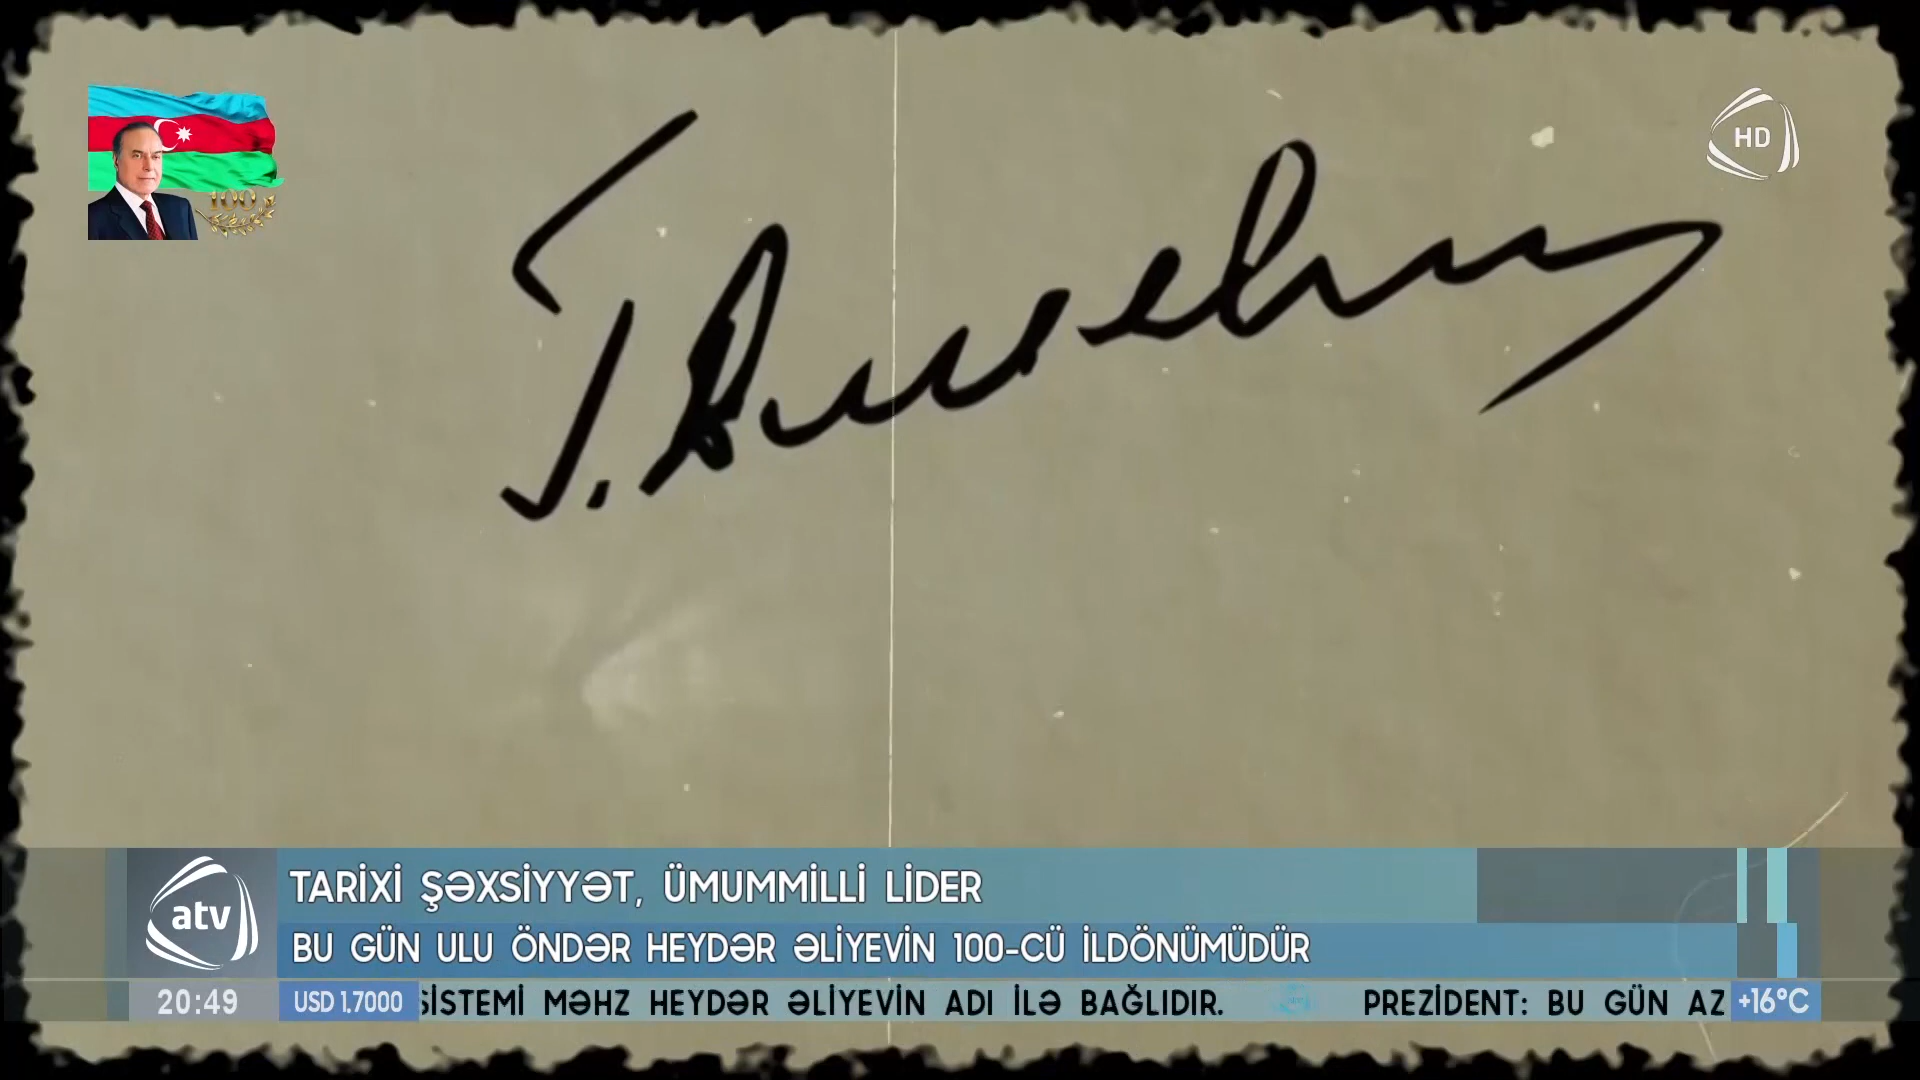 100
HD
atv
TARİXİ ŞƏXSİYYƏT, ÜMUMMİLLİ LİDER
BU GÜN ULU ÖNDƏR HEYDƏR ƏLİYEVİN 100-CÜ İLDÖNÜMÜDÜR
20:49 USD 1,7000 SİSTEMİ MƏHZ HEYDƏR ƏLİYEVİN ADI İLƏ BAĞLIDIR. PREZİDENT: BU GÜN AZ +16°C